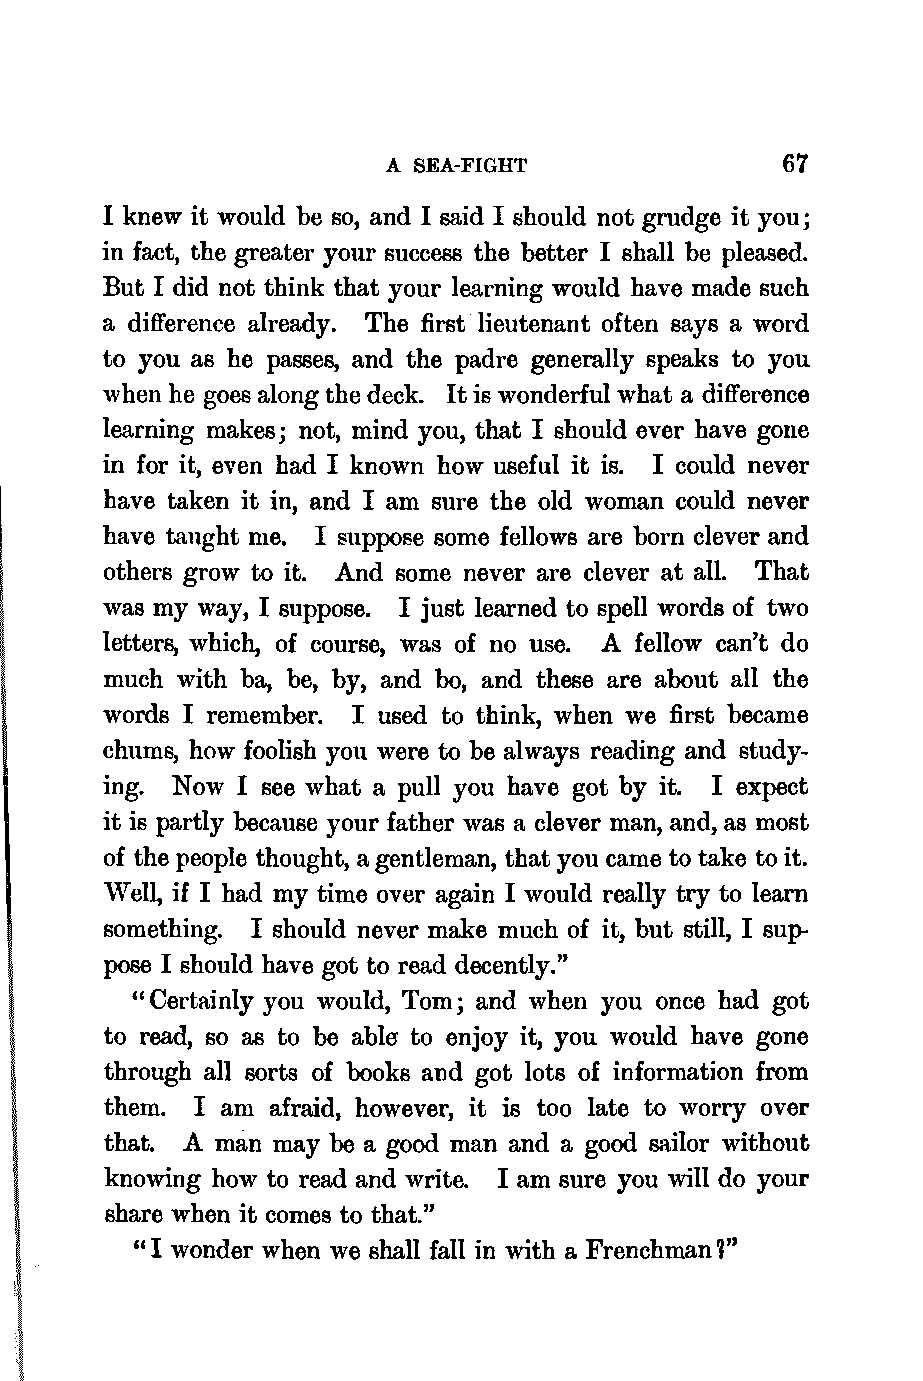 A SEA-FIGHT 67
I knew it would be so, and I said I should not grudge it you;
in fact, the greater your success the better I shall be pleased.
But I did not think that your learning would have made such
a difference already. The first lieutenant often says a word
to you as he passes, and the padre generally speaks to you
when he goes along the deck. It is wonderful what a difference
learning makes; not, mind you, that I should ever have gone
in for it, even had I known how useful it is. I could never
have taken it in, and I am sure the old woman could never
have taught me. I suppose some fellows are born clever and
others grow to it. And some never are clever at all. That
was my way, I suppose. I just learned to spell words of two
letters, which, of course, was of no use. A fellow can't do
much with ba, be, by, and bo, and these are about all the
words I remember. I used to think, when we first became
chums, how foolish you were to be always reading and study-
ing. Now I see what a pull you have got by it. I expect
it is partly because your father was a clever man, and, as most
of the people thought, a gentleman, that you came to take to it.
Well, if I had my time over again I would really try to learn
something. I should never make much of it, but still, I sup-
pose I should have got to read decently."
"Certainly you would, Tom; and when you once had got
to read, so as to be able to enjoy it, you would have gone
through all sorts of books and got lots of information from
them. I am afraid, however, it is too late to worry over
that. A man may be a good man and a good sailor without
knowing how to read and write. I am sure you will do your
share when it comes to that."
"I wonder when we shall fall in with a Frenchman?"